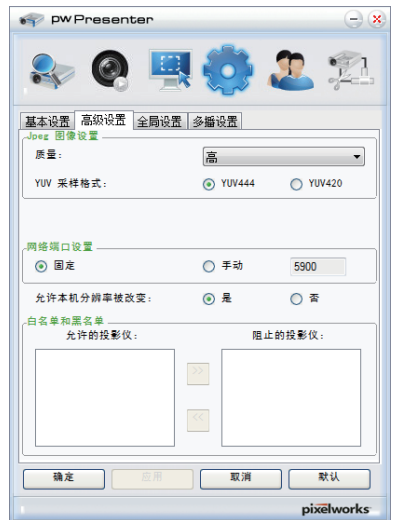 pwPresenter
基本设置 高级设置 全局设置 多播设置
Jpeg 图像设置
质量: 高
YUV 采样格式: YUV444 YUV420
网络端口设置
固定 手动 5900
允许本机分辨率被改变: 是 否
白名单和黑名单
允许的投影仪: 阻止的投影仪:
>>
<<
确定 应用 取消 默认
pixelworks